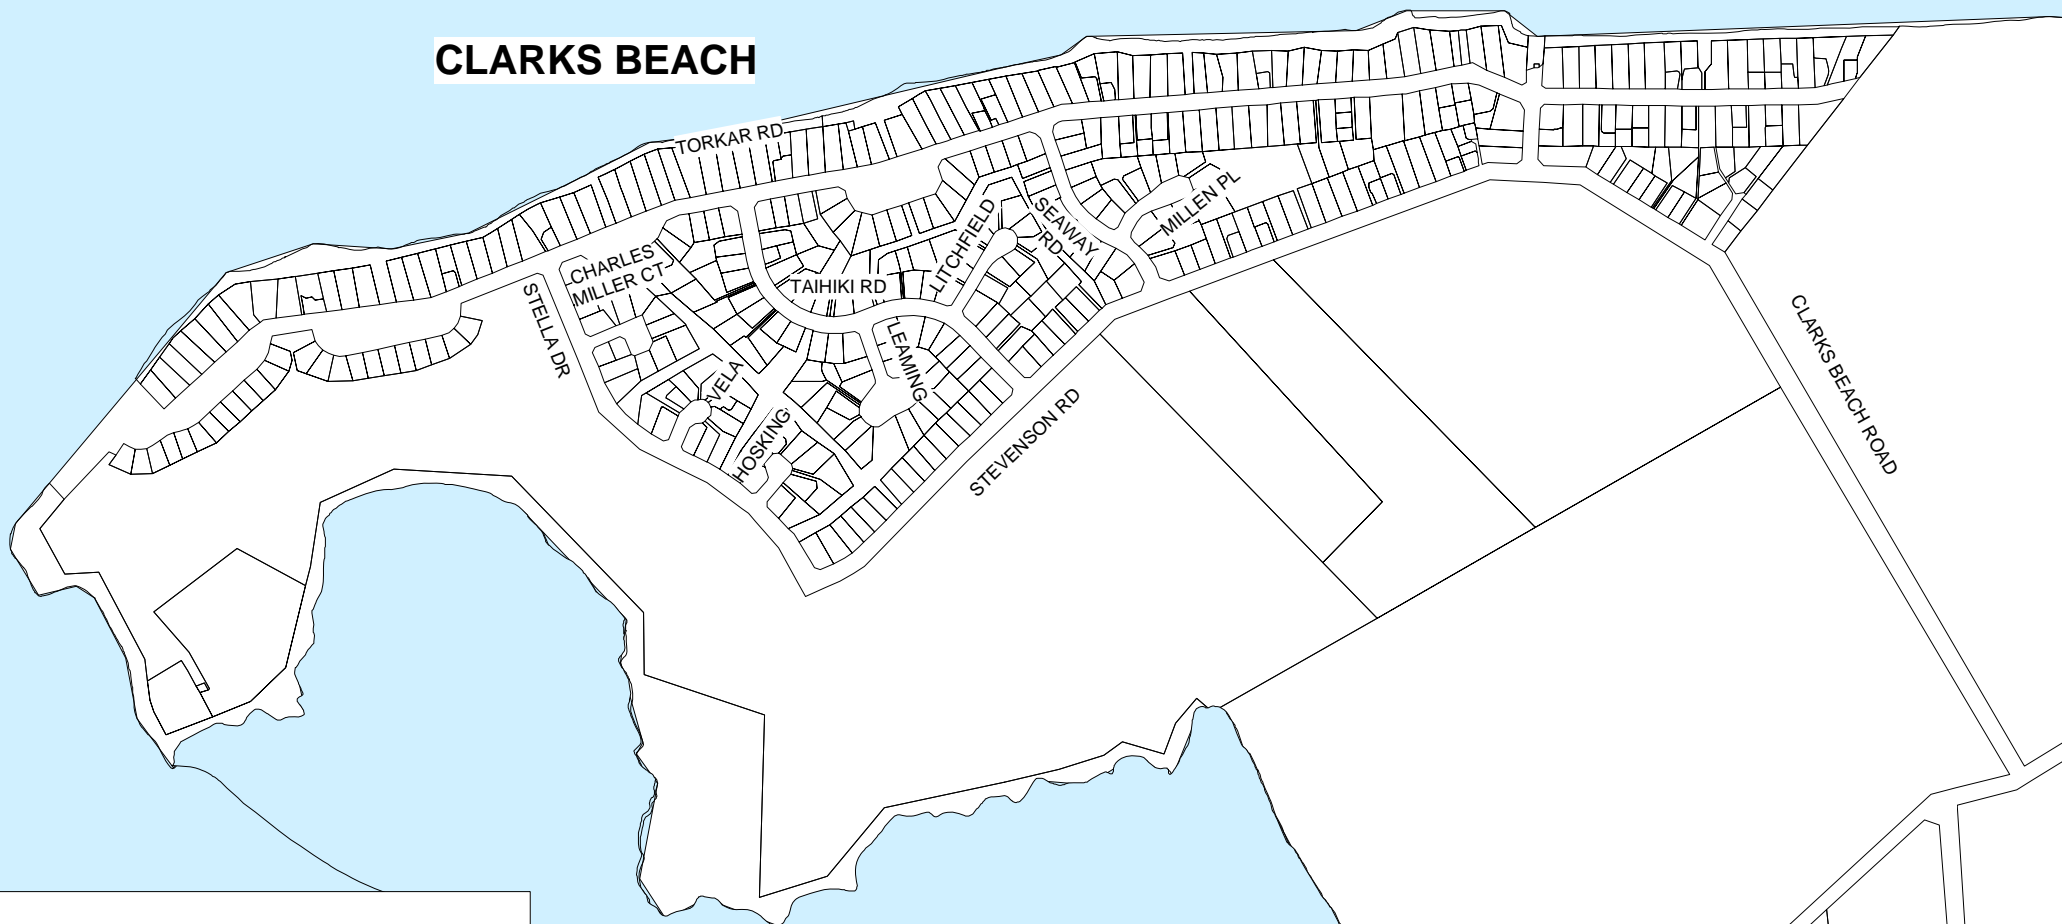 CLARKS BEACH
TORKAR RD
CHARLES
MILLER CT
STELLA DR
TAIHIKI RD
LITCHFIELD
SEAWAY
RD
MILLEN PL
LEAMING
VELA
HOSKING
STEVENSON RD
CLARKS BEACH ROAD